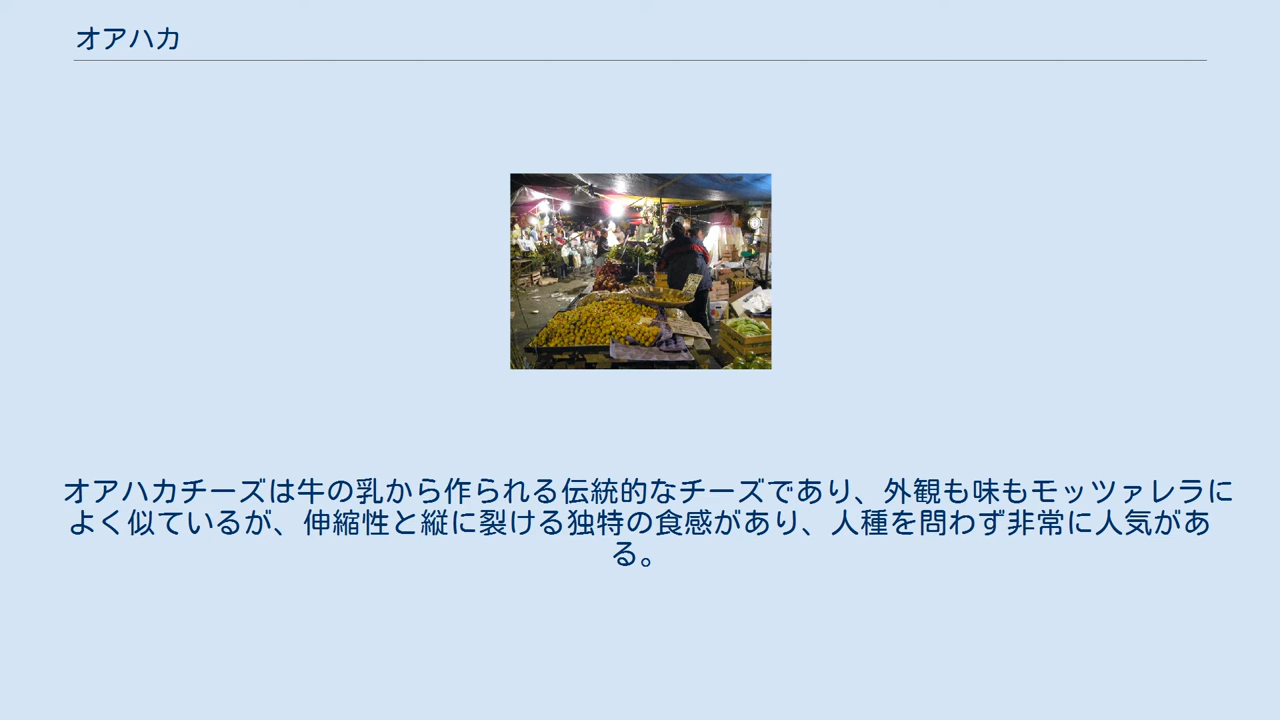 オアハカ
オアハカチーズは牛の乳から作られる伝統的なチーズであり、外観も味もモッツァレラに
よく似ているが、伸縮性と縦に裂ける独特の食感があり、人種を問わず非常に人気があ
る。